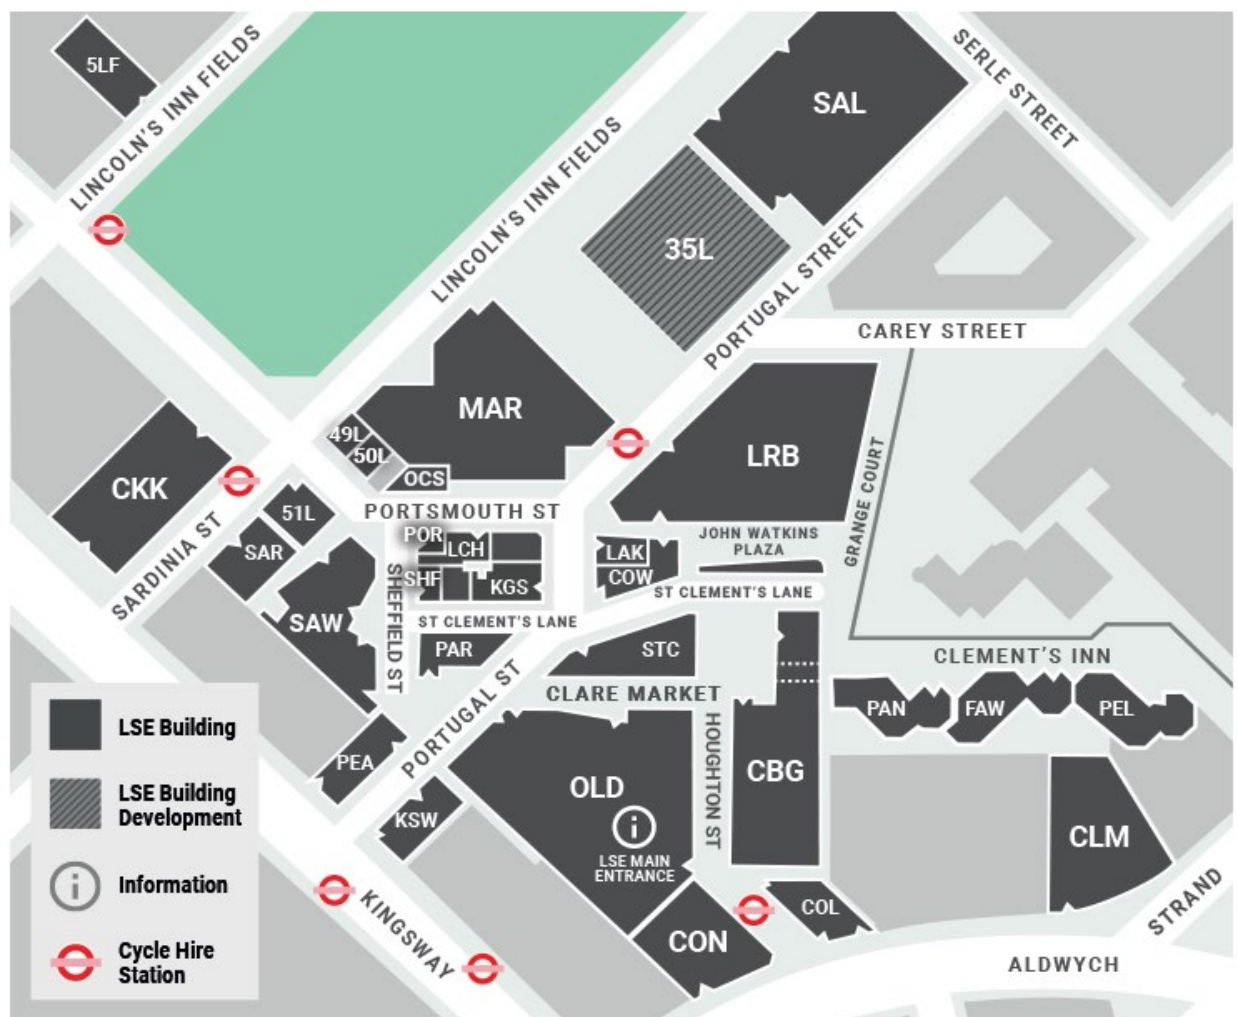 5LF
LINCOLN'S INN FIELDS
SAL
SERLE STREET
LINCOLN'S INN FIELDS
35L
PORTUGAL STREET
CAREY STREET
MAR
49L
50L
OCS
CKK
LRB
GRANGE COURT
51L
PORTSMOUTH ST
SARDINIA ST
SAR
POR
LCH
JOHN WATKINS
PLAZA
LAK
COW
SHF
KGS
ST CLEMENT'S LANE
SHEFFIELD ST
SAW
ST CLEMENT'S LANE
PAR
STC
CLEMENT'S INN
CLARE MARKET
PORTUGAL ST
PAN
FAW
PEL
HOUGHTON ST
PEA
OLD
CBG
KSW
LSE MAIN
ENTRANCE
CLM
COL
CON
KINGSWAY
STRAND
ALDWYCH
LSE Building
LSE Building
Development
Information
Cycle Hire
Station